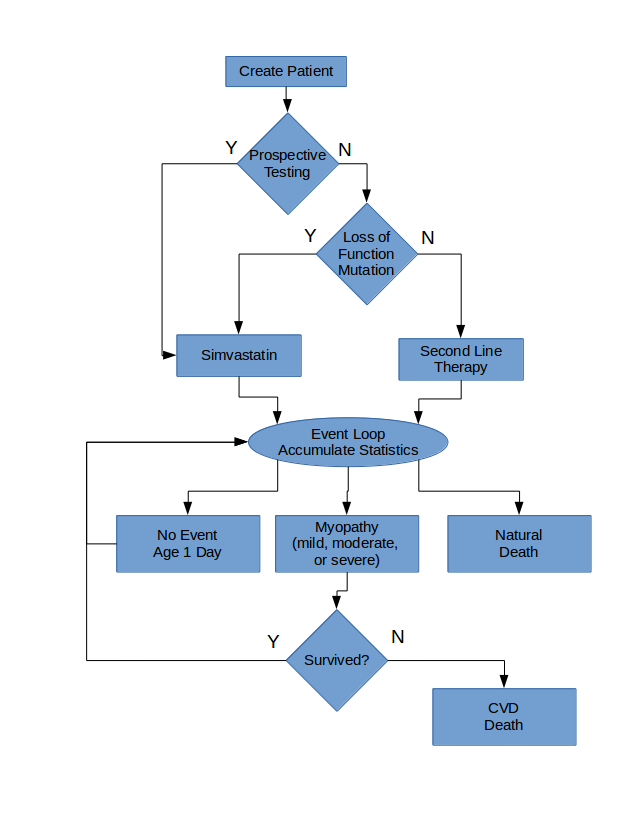 Create Patient
Y
N
Prospective
Testing
Y
N
Loss of
Function
Mutation
Simvastatin
Second Line
Therapy
Event Loop
Accumulate Statistics
No Event
Age 1 Day
Myopathy
(mild, moderate,
or severe)
Natural
Death
Y
N
Survived?
CVD
Death